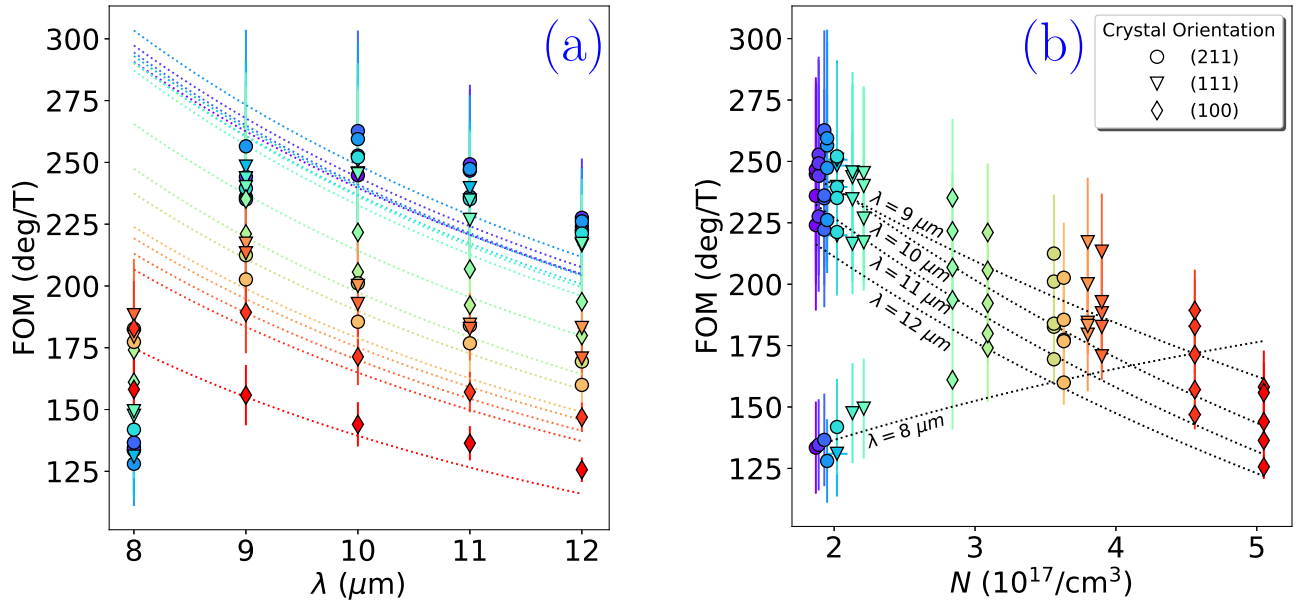 (a)
FOM (deg/T)
300
275
250
225
200
175
150
125
8 9 10 11 12
λ (μm)
(b)
Crystal Orientation
(211)
(111)
(100)
FOM (deg/T)
300
275
250
225
200
175
150
125
λ = 9 μm
λ = 10 μm
λ = 11 μm
λ = 12 μm
λ = 8 μm
2 3 4 5
N (10¹⁷/cm³)